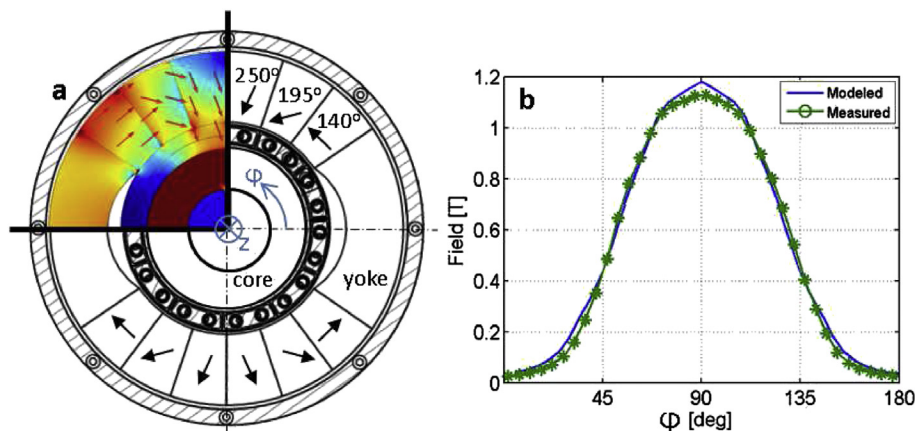 a
250°
195°
140°
φ
z
core
yoke
b
Modeled
Measured
Field [T]
1.2
1
0.8
0.6
0.4
0.2
0
45
90
135
180
φ [deg]